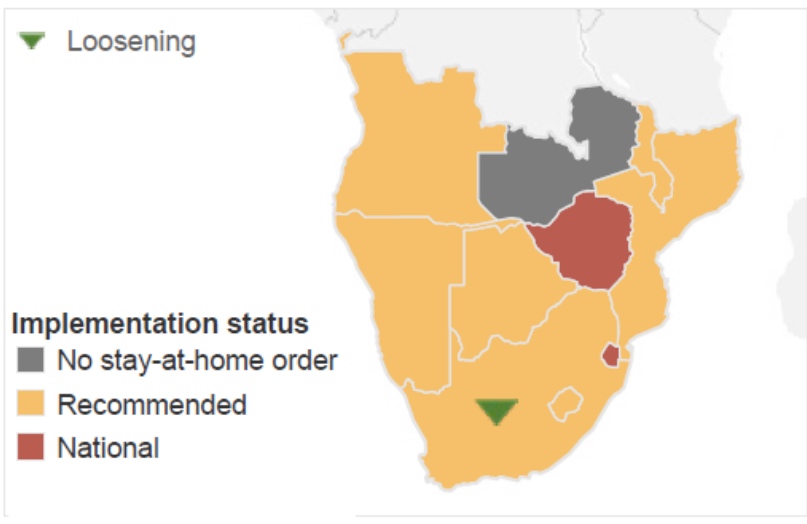 Loosening
Implementation status
No stay-at-home order
Recommended
National